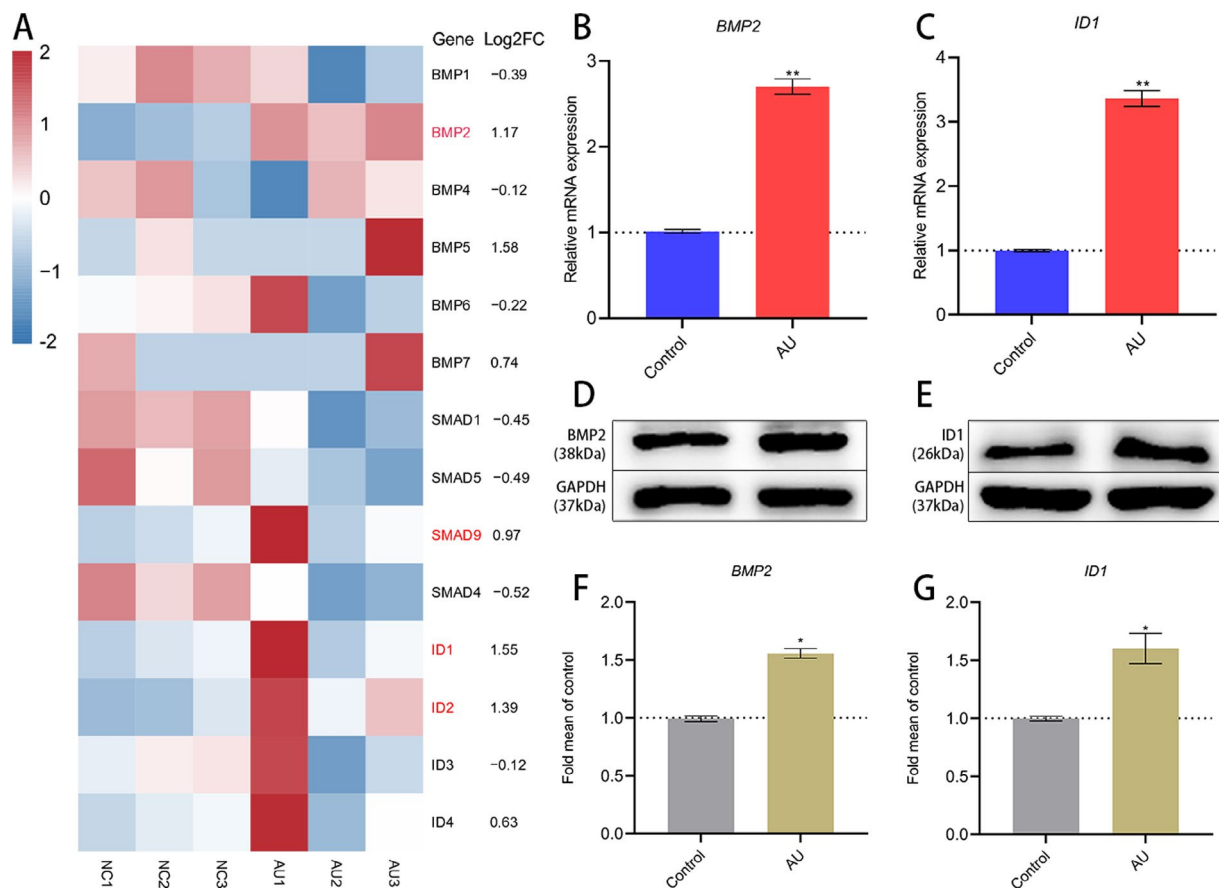 A
Gene Log2FC
2
1
0
−1
-2
BMP1 −0.39
BMP2 1.17
BMP4 −0.12
BMP5 1.58
BMP6 −0.22
BMP7 0.74
SMAD1 −0.45
SMAD5 −0.49
SMAD9 0.97
SMAD4 −0.52
ID1 1.55
ID2 1.39
ID3 −0.12
ID4 0.63
NC1 NC2 NC3 AU1 AU2 AU3
B
BMP2
Relative mRNA expression
3
2
1
0
**
Control AU
C
ID1
Relative mRNA expression
4
3
2
1
0
**
Control AU
D
BMP2
(38kDa)
GAPDH
(37kDa)
E
ID1
(26kDa)
GAPDH
(37kDa)
F
BMP2
Fold mean of control
2.0
1.5
1.0
0.5
0.0
*
Control AU
G
ID1
Fold mean of control
2.0
1.5
1.0
0.5
0.0
*
Control AU